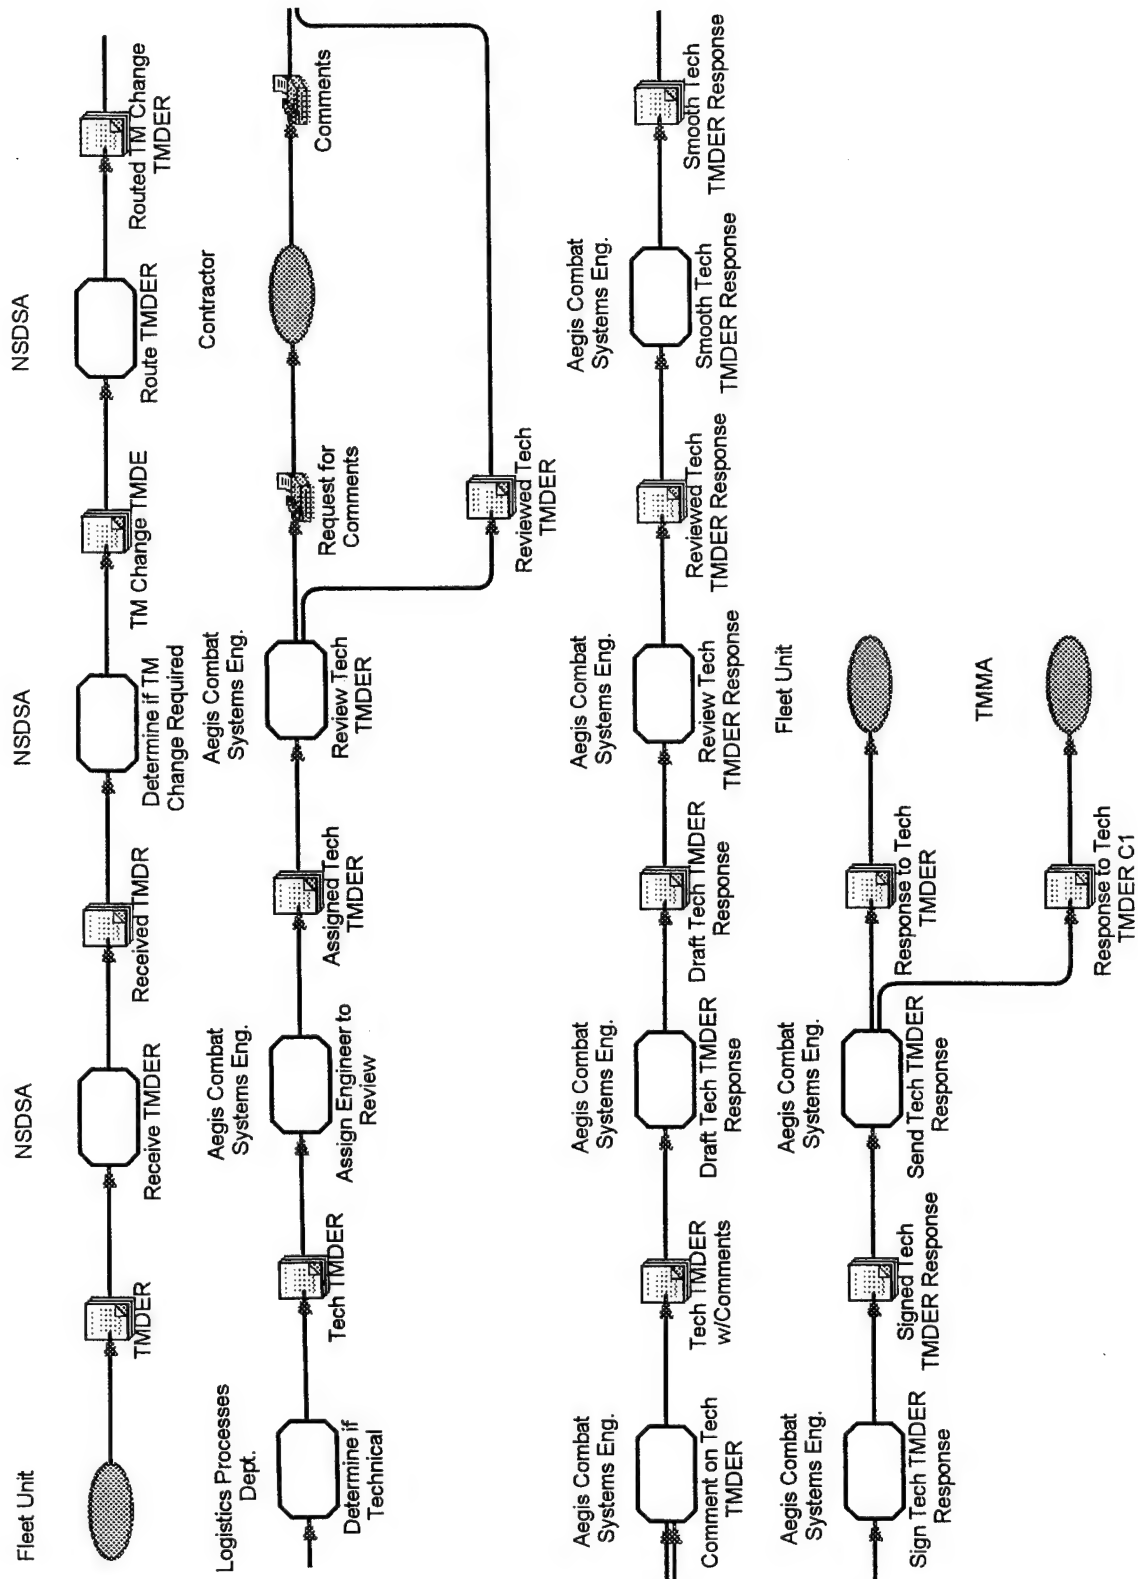 Fleet Unit
TMDER
NSDSA
Receive TMDER
Received TMDR
NSDSA
Determine if TM
Change Required
TM Change TMDE
NSDSA
Route TMDER
Routed TM Change
TMDER
Logistics Processes
Dept.
Determine if
Technical
Tech TMDER
Aegis Combat
Systems Eng.
Assign Engineer to
Review
Assigned Tech
TMDER
Aegis Combat
Systems Eng.
Review Tech
TMDER
Request for
Comments
Contractor
Comments
Reviewed Tech
TMDER
Aegis Combat
Systems Eng.
Comment on Tech
TMDER
Tech TMDER
w/Comments
Aegis Combat
Systems Eng.
Draft Tech TMDER
Response
Draft Tech TMDER
Response
Aegis Combat
Systems Eng.
Review Tech
TMDER Response
Reviewed Tech
TMDER Response
Aegis Combat
Systems Eng.
Smooth Tech
TMDER Response
Smooth Tech
TMDER Response
Aegis Combat
Systems Eng.
Sign Tech TMDER
Response
Signed Tech
TMDER Response
Aegis Combat
Systems Eng.
Send Tech TMDER
Response
Response to Tech
TMDER
Fleet Unit
Response to Tech
TMDER C1
TMMA